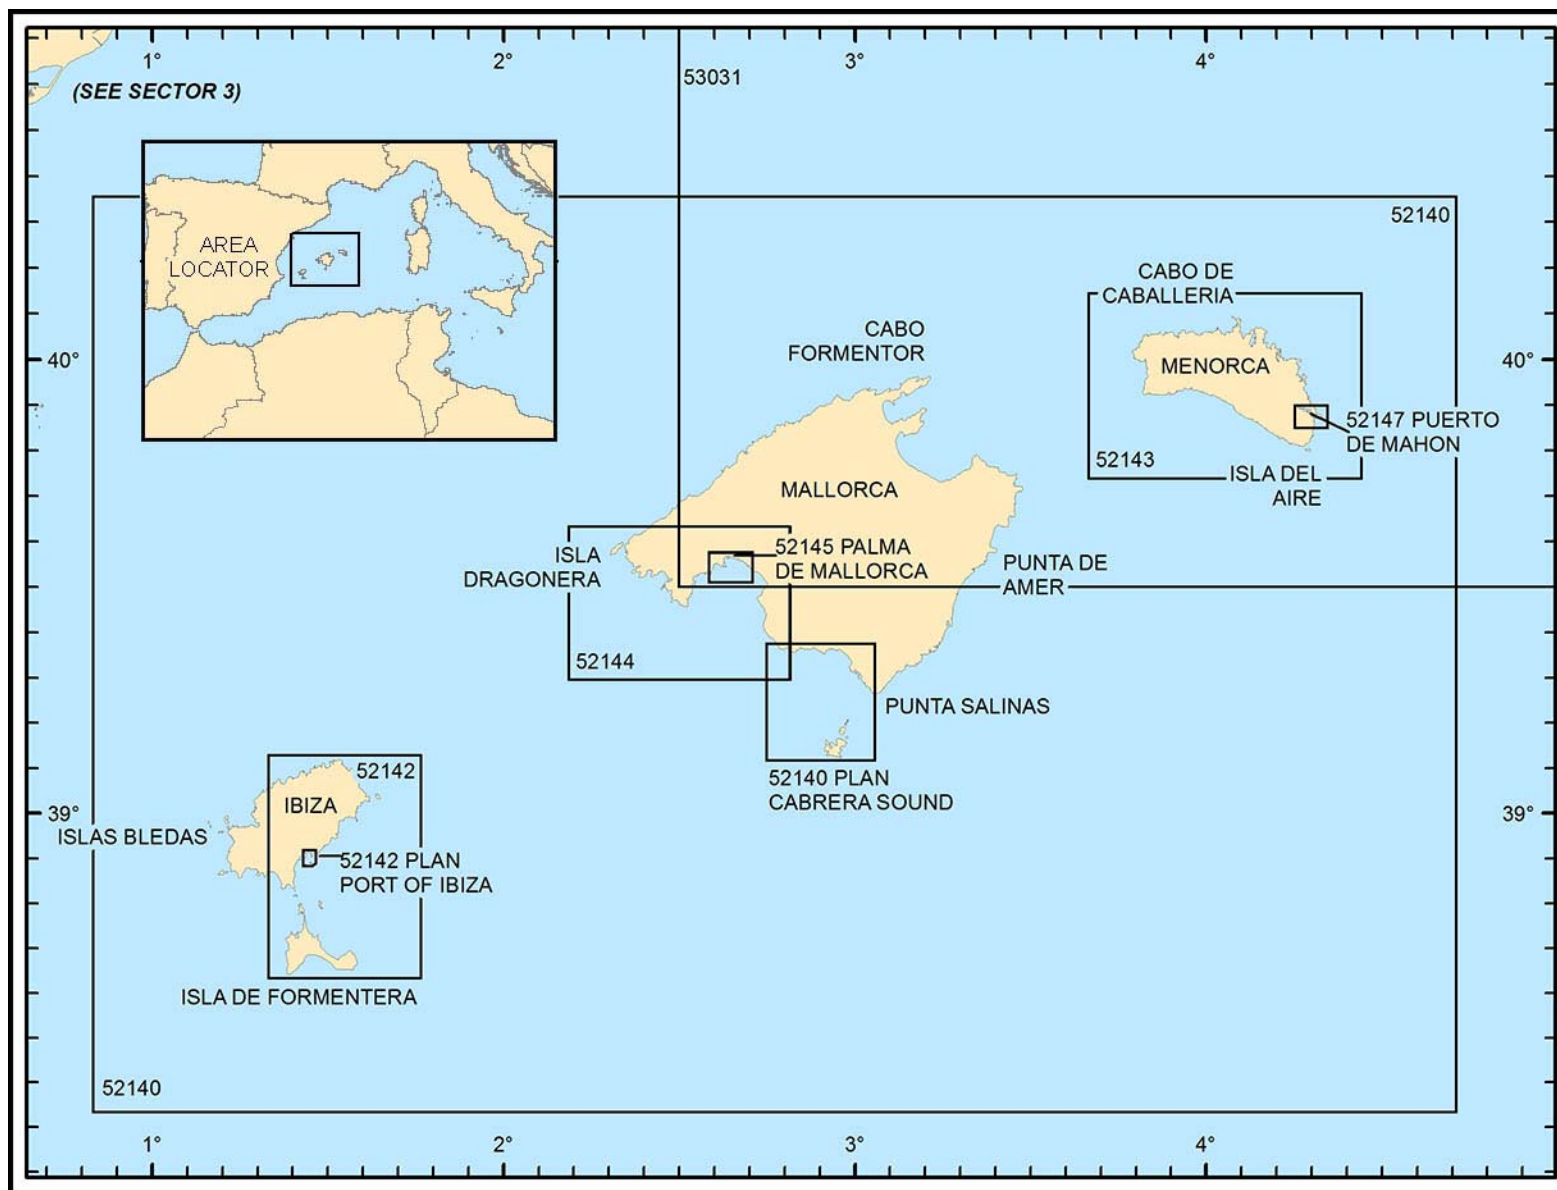 1°
2°
3°
4°
53031
(SEE SECTOR 3)
52140
AREA
LOCATOR
CABO DE
CABALLERIA
CABO
FORMENTOR
40°
40°
MENORCA
52147 PUERTO
DE MAHON
52143
ISLA DEL
AIRE
MALLORCA
52145 PALMA
DE MALLORCA
ISLA
DRAGONERA
PUNTA DE
AMER
52144
PUNTA SALINAS
52140 PLAN
CABRERA SOUND
52142
IBIZA
39°
39°
ISLAS BLEDAS
52142 PLAN
PORT OF IBIZA
ISLA DE FORMENTERA
52140
1°
2°
3°
4°